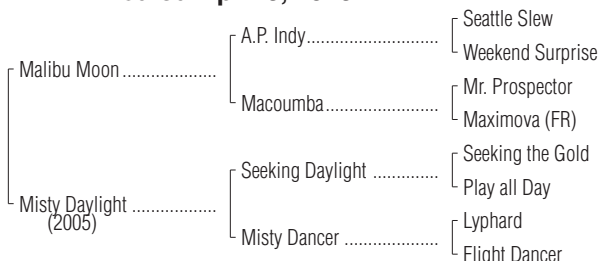 Seattle Slew
A.P. Indy
Weekend Surprise
Malibu Moon
Mr. Prospector
Macoumba
Maximova (FR)
Seeking the Gold
Seeking Daylight
Play all Day
Misty Daylight
(2005)
Lyphard
Misty Dancer
Flight Dancer